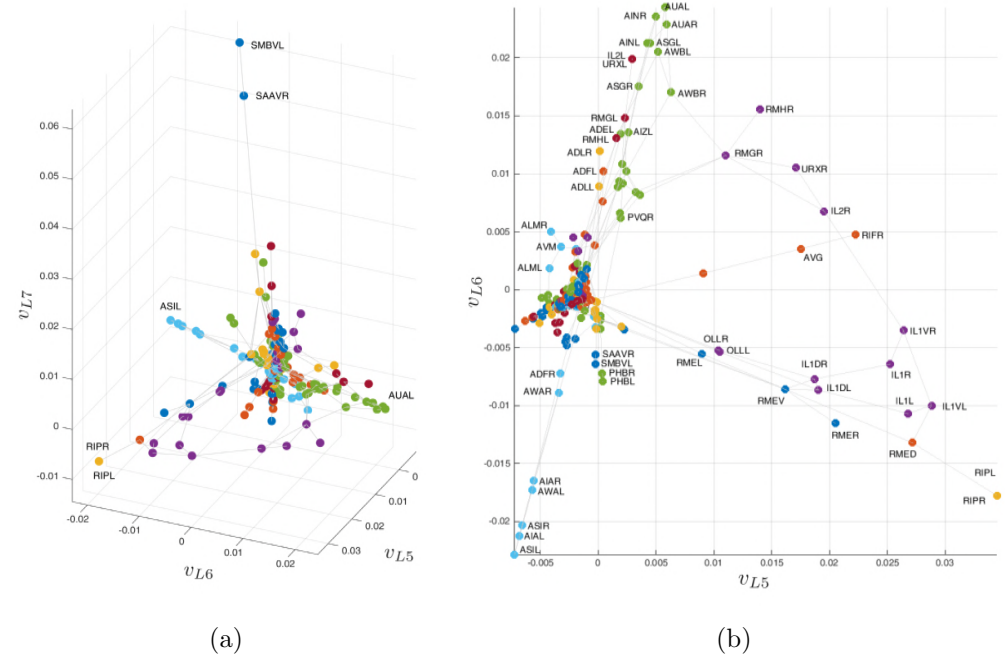 SMBVL
SAAVR
0.06
0.05
0.04
0.03
0.02
0.01
0
-0.01
v_L7
ASIL
AUAL
RIPR
RIPL
-0.02
-0.01
0
0.01
0.02
v_L6
0
0.01
0.02
0.03
v_L5
(a)
AUAL
AINR
AUAR
AINL
ASGL
IL2L
AWBL
URXL
ASGR
AWBR
RMHR
RMGL
ADEL
AIZL
RMHL
ADLR
RMGR
ADFL
URXR
ADLL
IL2R
PVQR
ALMR
RIFR
AVM
AVG
ALML
IL1VR
OLLR
OLLL
SAAVR
RMEL
SMBVL
IL1DR
IL1R
ADFR
PHBR
PHBL
IL1DL
AWAR
RMEV
IL1L
IL1VL
RMER
RMED
RIPL
AIAR
AWAL
RIPR
ASIR
AIAL
ASIL
0.02
0.015
0.01
0.005
0
-0.005
-0.01
-0.015
-0.02
v_L6
-0.005
0
0.005
0.01
0.015
0.02
0.025
0.03
v_L5
(b)